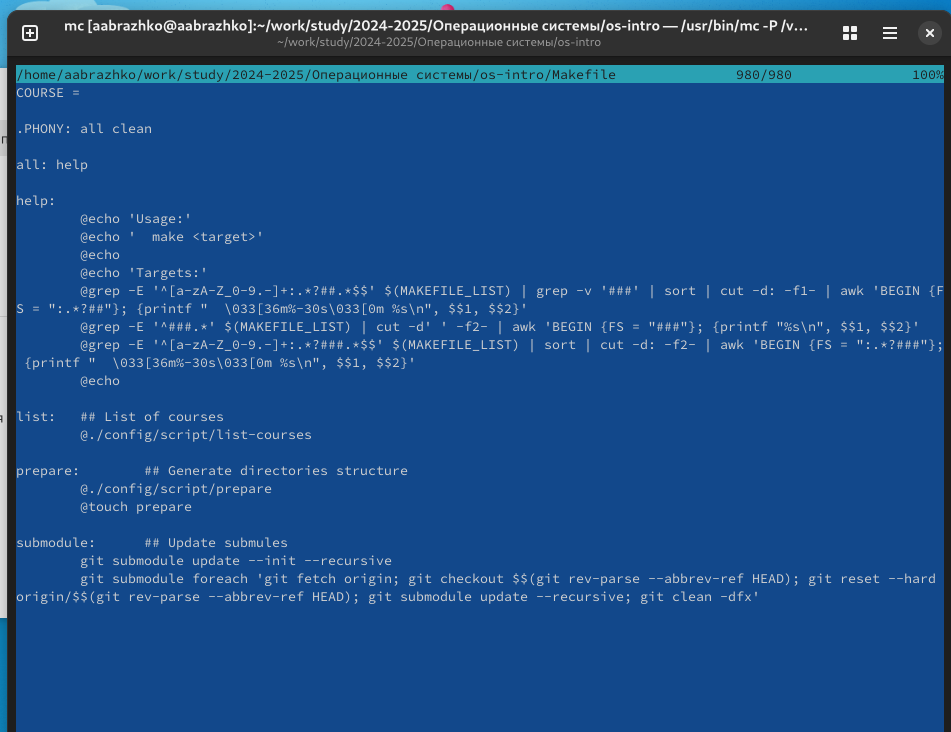 mc [aabrazhko@aabrazhko]:~/work/study/2024-2025/Операционные системы/os-intro — /usr/bin/mc -P /v…
~/work/study/2024-2025/Операционные системы/os-intro
/home/aabrazhko/work/study/2024-2025/Операционные системы/os-intro/Makefile 980/980 100%
COURSE =
.PHONY: all clean
all: help
help:
@echo 'Usage:'
@echo '  make <target>'
@echo
@echo 'Targets:'
@grep -E '^[a-zA-Z_0-9.-]+:.*?##.*$$' $(MAKEFILE_LIST) | grep -v '###' | sort | cut -d: -f1- | awk 'BEGIN {F
S = ":.*?##"}; {printf "  \033[36m%-30s\033[0m %s\n", $$1, $$2}'
@grep -E '^###.*' $(MAKEFILE_LIST) | cut -d' ' -f2- | awk 'BEGIN {FS = "###"}; {printf "%s\n", $$1, $$2}'
@grep -E '^[a-zA-Z_0-9.-]+:.*?###.*$$' $(MAKEFILE_LIST) | sort | cut -d: -f2- | awk 'BEGIN {FS = ":.*?###"};
{printf "  \033[36m%-30s\033[0m %s\n", $$1, $$2}'
@echo
list: ## List of courses
@./config/script/list-courses
prepare: ## Generate directories structure
@./config/script/prepare
@touch prepare
submodule: ## Update submules
git submodule update --init --recursive
git submodule foreach 'git fetch origin; git checkout $$(git rev-parse --abbrev-ref HEAD); git reset --hard
origin/$$(git rev-parse --abbrev-ref HEAD); git submodule update --recursive; git clean -dfx'